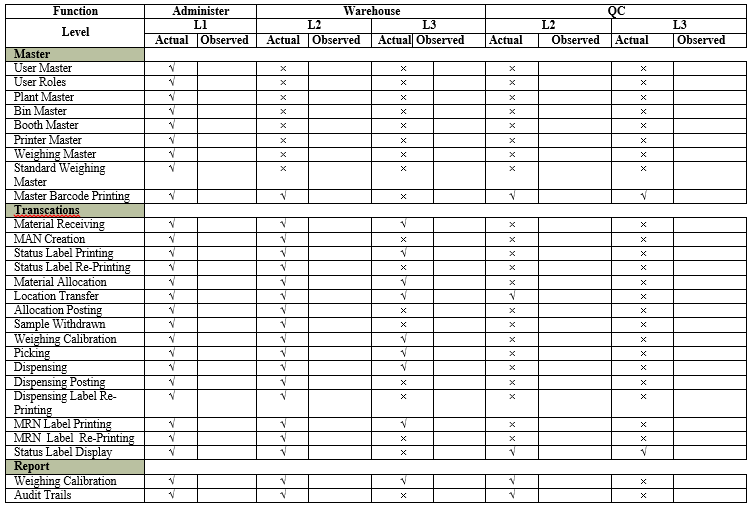 Function Administer Warehouse QC
Level L1 L2 L3 L2 L3
Actual Observed Actual Observed Actual Observed Actual Observed Actual Observed
Master
User Master √ × × × ×
User Roles √ × × × ×
Plant Master √ × × × ×
Bin Master √ × × × ×
Booth Master √ × × × ×
Printer Master √ × × × ×
Weighing Master √ × × × ×
Standard Weighing √ × × × ×
Master
Master Barcode Printing √ √ × √ √
Transcations
Material Receiving √ √ √ × ×
MAN Creation √ √ × × ×
Status Label Printing √ √ √ × ×
Status Label Re-Printing √ √ × × ×
Material Allocation √ √ √ × ×
Location Transfer √ √ √ √ ×
Allocation Posting √ √ × × ×
Sample Withdrawn √ √ × × ×
Weighing Calibration √ √ √ × ×
Picking √ √ √ × ×
Dispensing √ √ √ × ×
Dispensing Posting √ √ × × ×
Dispensing Label Re- √ √ × × ×
Printing
MRN Label Printing √ √ √ × ×
MRN Label Re-Printing √ √ × × ×
Status Label Display √ √ × √ √
Report
Weighing Calibration √ √ √ √ ×
Audit Trails √ √ × √ ×